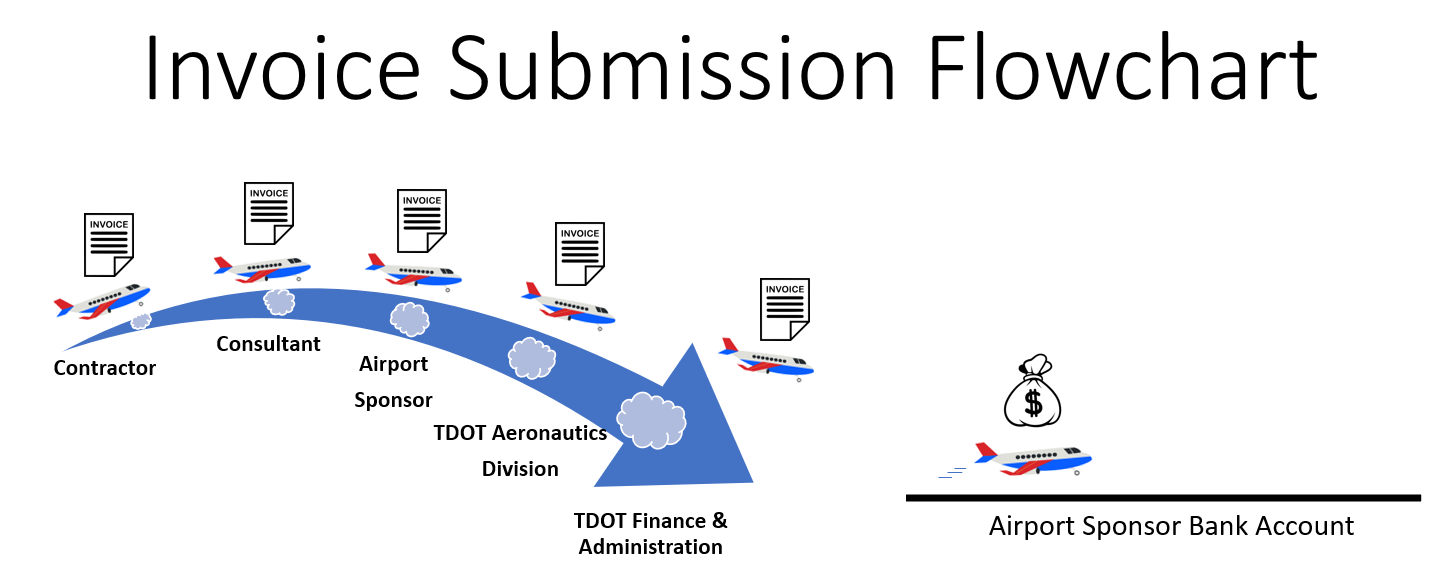 Invoice Submission Flowchart
INVOICE
INVOICE
INVOICE
INVOICE
INVOICE
Contractor
Consultant
Airport
Sponsor
TDOT Aeronautics
Division
TDOT Finance &
Administration
$
Airport Sponsor Bank Account